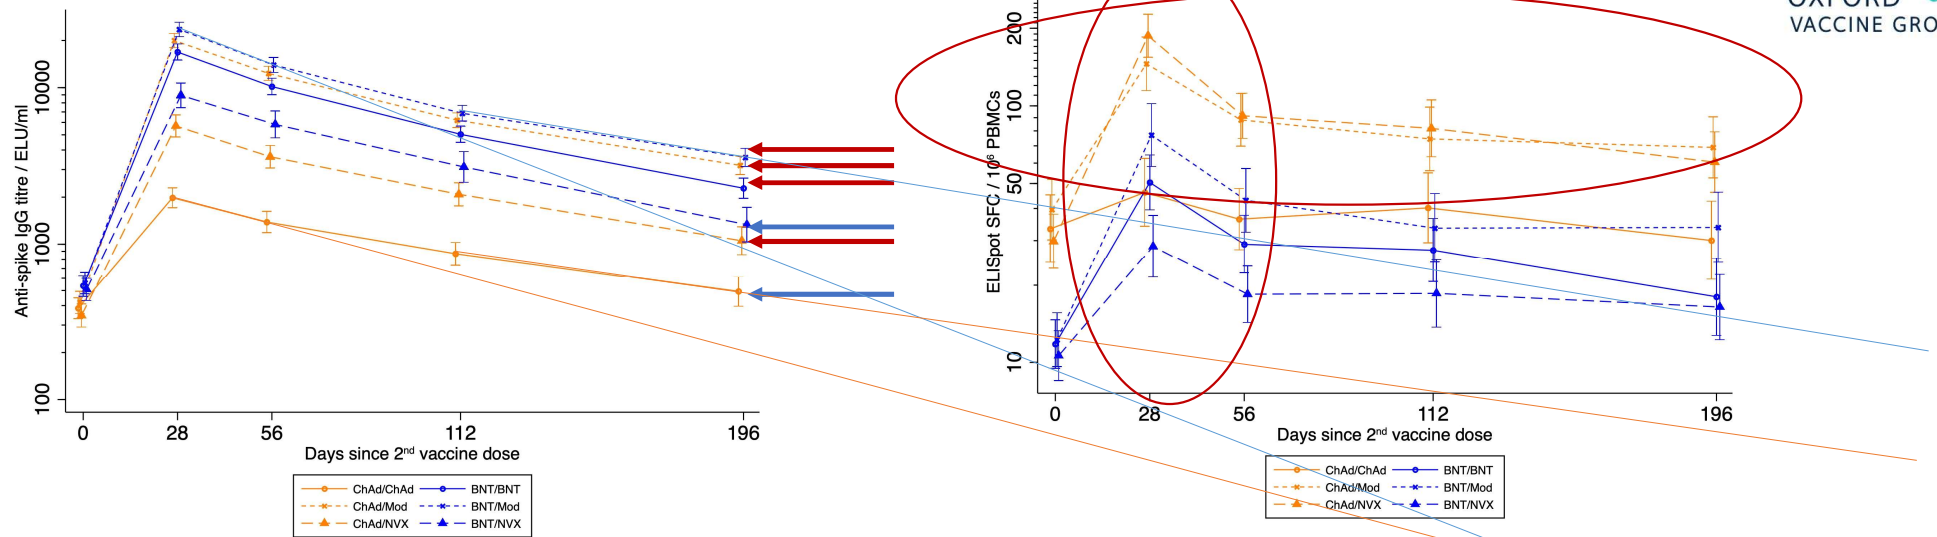 OXFORD
VACCINE GRO
Anti-spike IgG titre / ELU/ml
10000
1000
100
0 28 56 112 196
Days since 2nd vaccine dose
ChAd/ChAd BNT/BNT
ChAd/Mod BNT/Mod
ChAd/NVX BNT/NVX
ELISpot SFC / 10⁶ PBMCs
200
100
50
10
0 28 56 112 196
Days since 2nd vaccine dose
ChAd/ChAd BNT/BNT
ChAd/Mod BNT/Mod
ChAd/NVX BNT/NVX